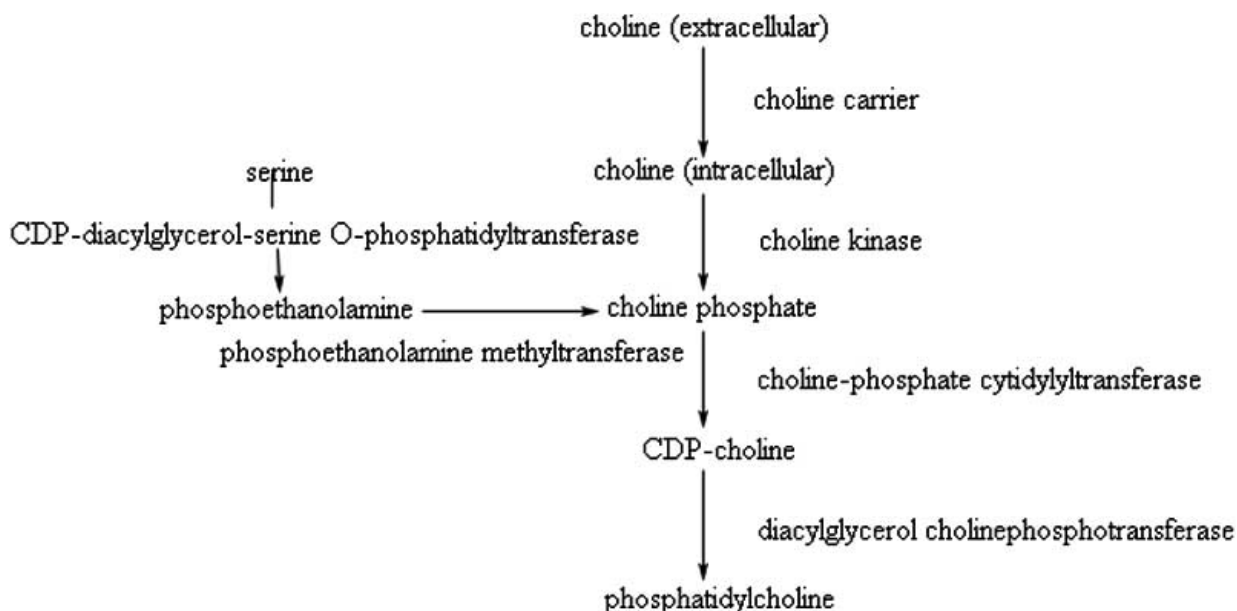 choline (extracellular)
choline carrier
choline (intracellular)
serine
CDP-diacylglycerol-serine O-phosphatidyltransferase
choline kinase
phosphoethanolamine
choline phosphate
phosphoethanolamine methyltransferase
choline-phosphate cytidylyltransferase
CDP-choline
diacylglycerol cholinephosphotransferase
phosphatidylcholine